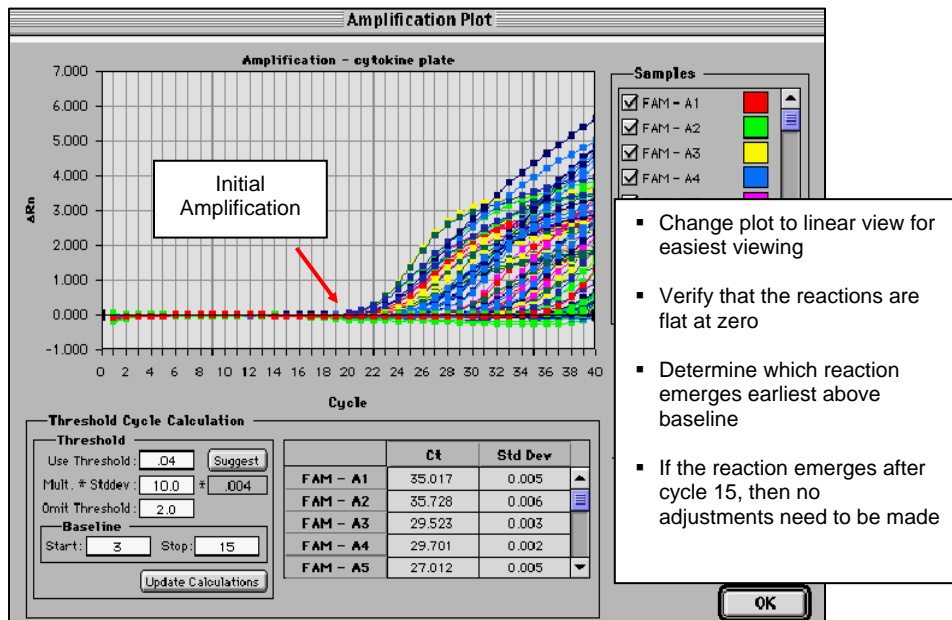 Amplification Plot
Amplification - cytokine plate
7.000
6.000
5.000
4.000
3.000
2.000
1.000
0.000
-1.000
ΔRn
0 2 4 6 8 10 12 14 16 18 20 22 24 26 28 30 32 34 36 38 40
Cycle
Initial
Amplification
Samples
FAM - A1
FAM - A2
FAM - A3
FAM - A4
▪ Change plot to linear view for
easiest viewing
▪ Verify that the reactions are
flat at zero
▪ Determine which reaction
emerges earliest above
baseline
▪ If the reaction emerges after
cycle 15, then no
adjustments need to be made
Threshold Cycle Calculation
Threshold
Use Threshold: .04 Suggest
Mult. * Stddev: 10.0 * .004
Omit Threshold: 2.0
Baseline
Start: 3 Stop: 15
Update Calculations
Ct Std Dev
FAM - A1 35.017 0.005
FAM - A2 35.728 0.006
FAM - A3 29.523 0.003
FAM - A4 29.701 0.002
FAM - A5 27.012 0.005
OK